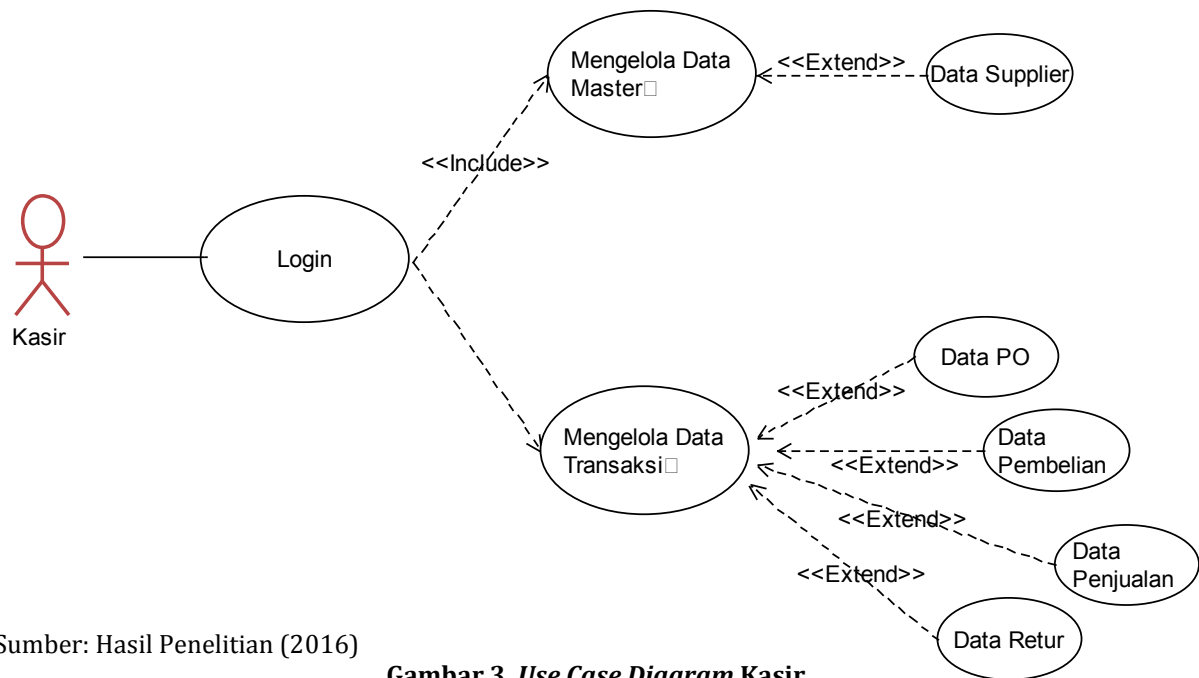 Mengelola Data
Master
<<Extend>>
Data Supplier
<<Include>>
Login
Kasir
Data PO
<<Extend>>
Mengelola Data
Transaksi
Data
Pembelian
<<Extend>>
<<Extend>>
Data
Penjualan
<<Extend>>
Data Retur
Sumber: Hasil Penelitian (2016)
Gambar 3. Use Case Diagram Kasir